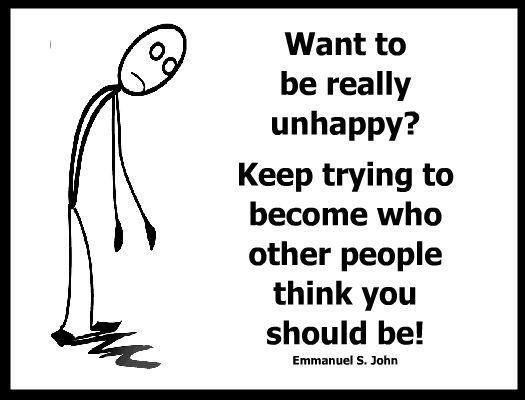 Want to
be really
unhappy?
Keep trying to
become who
other people
think you
should be!
Emmanuel S. John